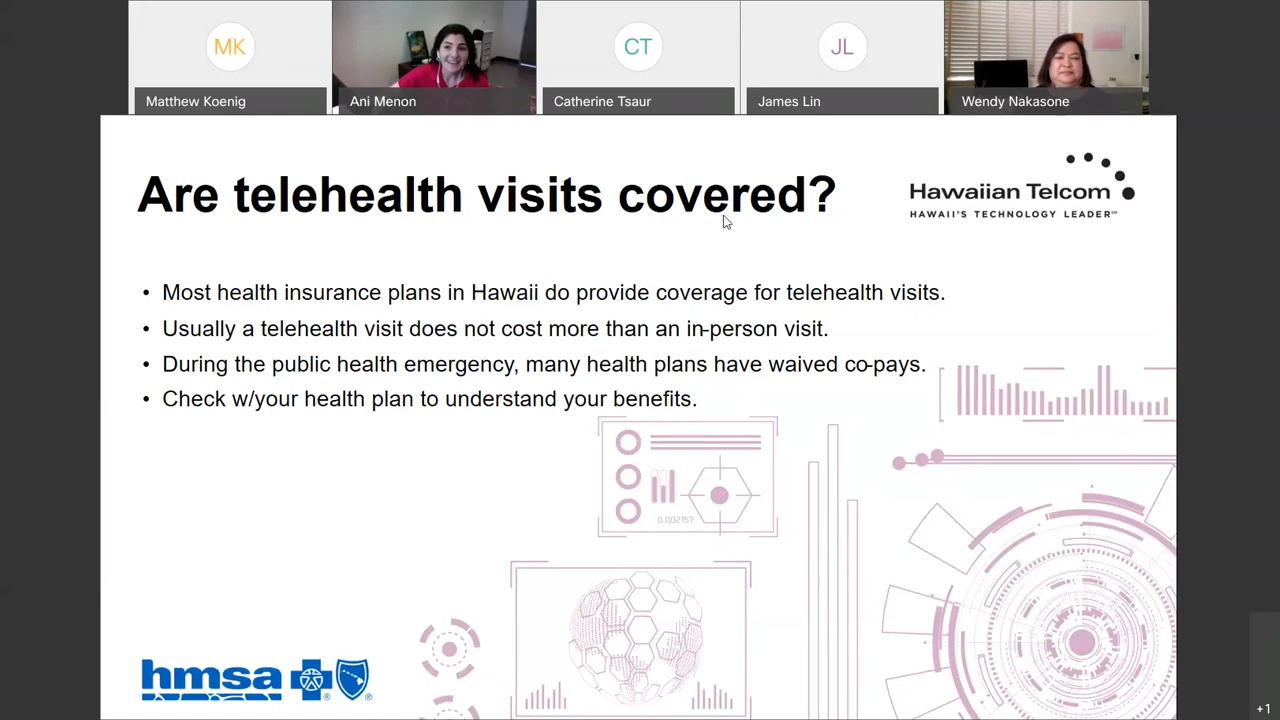 MK
CT
JL
Matthew Koenig
Ani Menon
Catherine Tsaur
James Lin
Wendy Nakasone
Are telehealth visits covered?
Hawaiian Telcom
HAWAII'S TECHNOLOGY LEADER℠
• Most health insurance plans in Hawaii do provide coverage for telehealth visits.
• Usually a telehealth visit does not cost more than an in-person visit.
• During the public health emergency, many health plans have waived co-pays.
• Check w/your health plan to understand your benefits.
0.002157
hmsa ® ®
+1